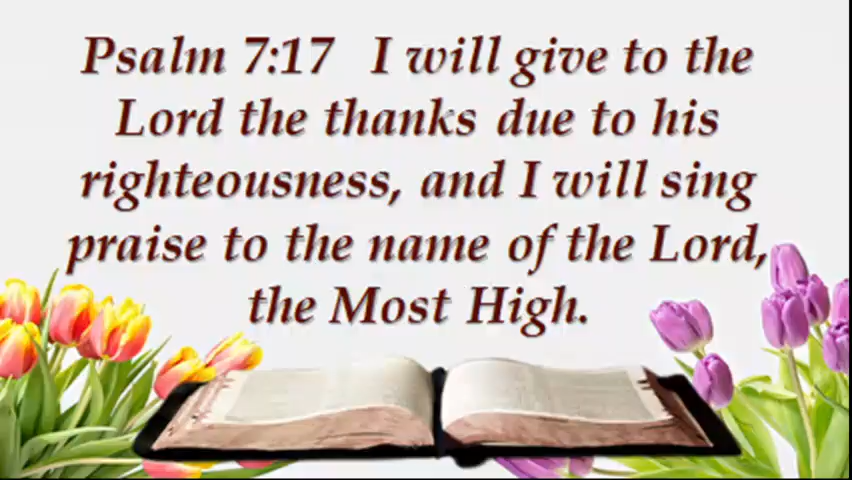 Psalm 7:17 I will give to the
Lord the thanks due to his
righteousness, and I will sing
praise to the name of the Lord,
the Most High.